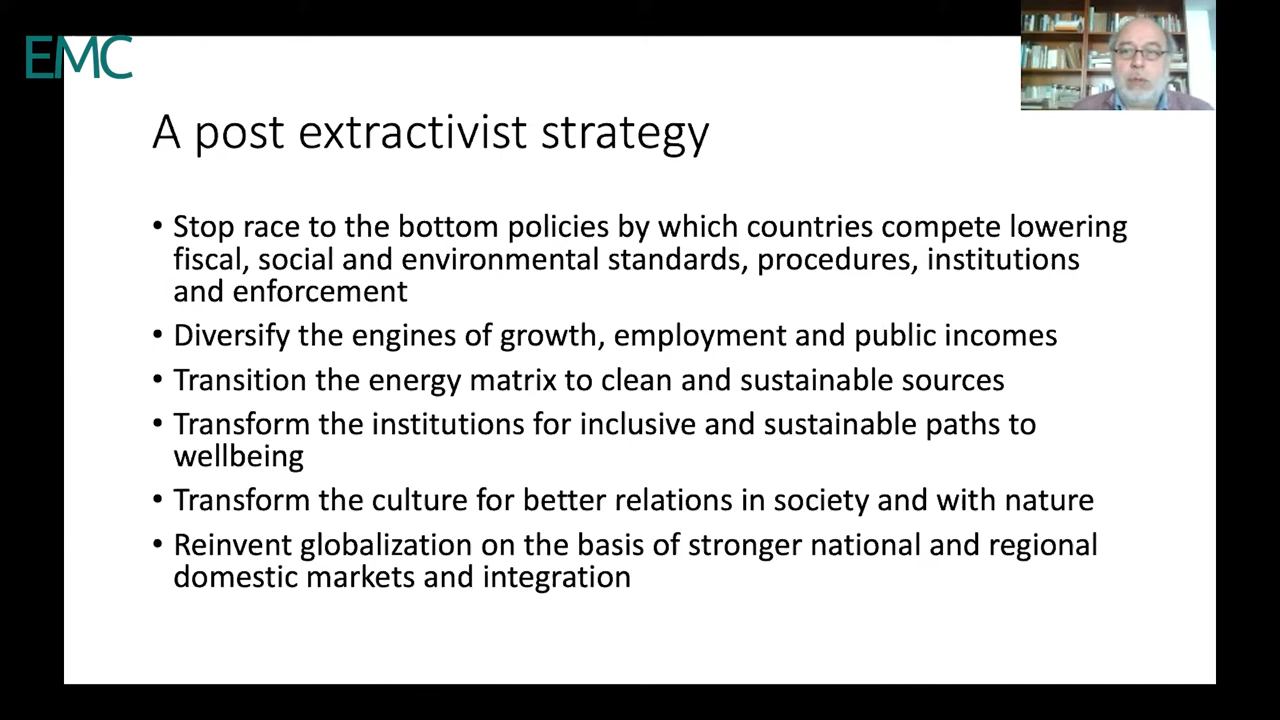 EMC
A post extractivist strategy
• Stop race to the bottom policies by which countries compete lowering
fiscal, social and environmental standards, procedures, institutions
and enforcement
• Diversify the engines of growth, employment and public incomes
• Transition the energy matrix to clean and sustainable sources
• Transform the institutions for inclusive and sustainable paths to
wellbeing
• Transform the culture for better relations in society and with nature
• Reinvent globalization on the basis of stronger national and regional
domestic markets and integration